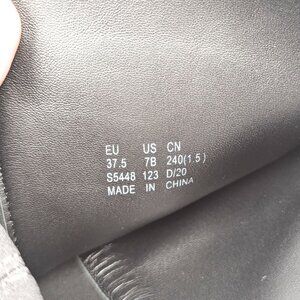 EU US CN
37.5 7B 240(1.5)
S5448 123 D/20
MADE IN CHINA